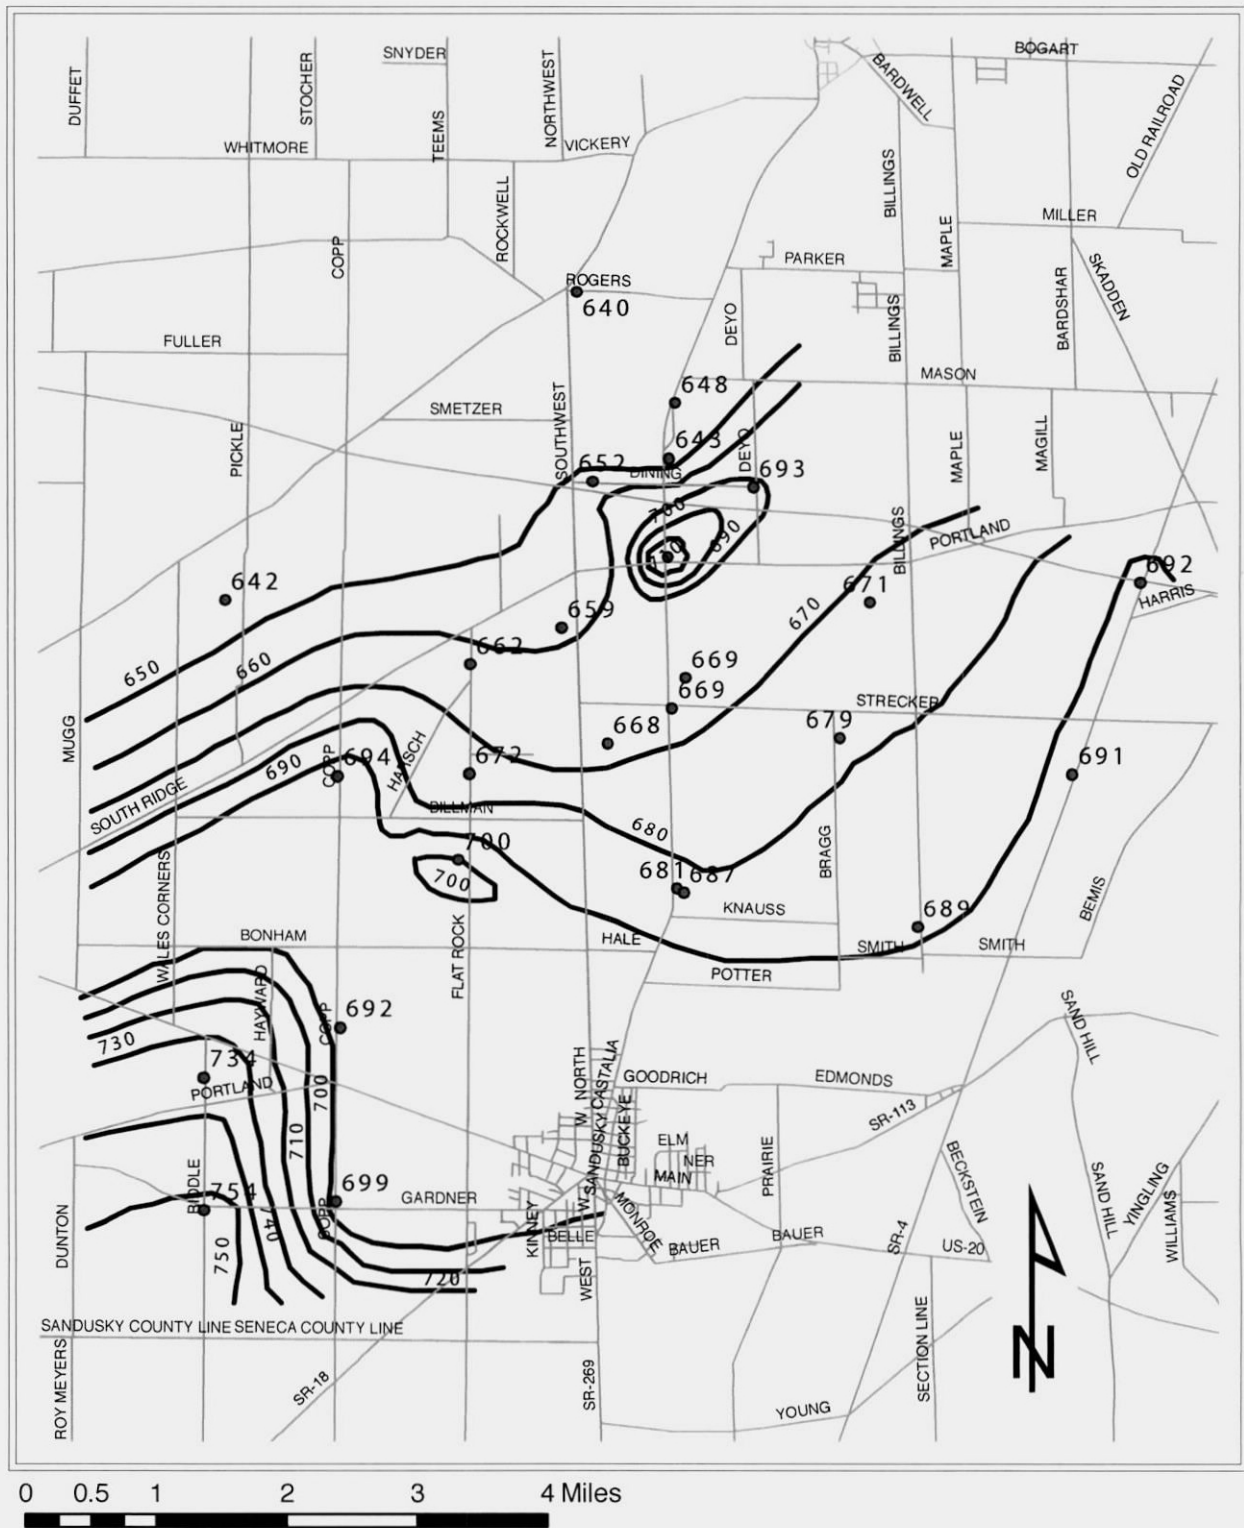 BOGART
SNYDER
DUFFET
STOCHER
NORTHWEST
BARDWELL
OLD RAILROAD
TEEMS
WHITMORE
VICKERY
BILLINGS
ROCKWELL
MILLER
MAPLE
COPP
PARKER
SKADDEN
ROGERS
640
BARDSHAR
DEYO
BILLINGS
FULLER
MASON
648
SMETZER
SOUTHWEST
PICKLE
643
DEYO
MAPLE
MAGILL
652
DINING
693
700
690
BILLINGS
PORTLAND
710
692
642
671
HARRIS
659
670
662
669
650
660
669
STRECKER
MUGG
668
679
690
COPP
694
HAASCH
672
691
SOUTH RIDGE
BILLMAN
680
700
BRAGG
700
681
687
WALES CORNERS
KNAUSS
BEMIS
689
BONHAM
HALE
SMITH
SMITH
FLAT ROCK
POTTER
HAYWARD
692
COPP
SAND HILL
730
734
PORTLAND
700
W NORTH
SANDUSKY CASTALIA
GOODRICH
EDMONDS
BUCKEYE
SR-113
710
ELM
NER
MAIN
PRAIRIE
BECKSTEIN
SAND HILL
YINGLING
BIDDLE
754
699
GARDNER
COPP
KINNEY
W
MONROE
WILLIAMS
DUNTON
740
750
BELLE
BAUER
BAUER
SR-4
US-20
720
WEST
SANDUSKY COUNTY LINE SENECA COUNTY LINE
SECTION LINE
N
ROY MEYERS
SR-18
SR-269
YOUNG
0 0.5 1 2 3 4 Miles